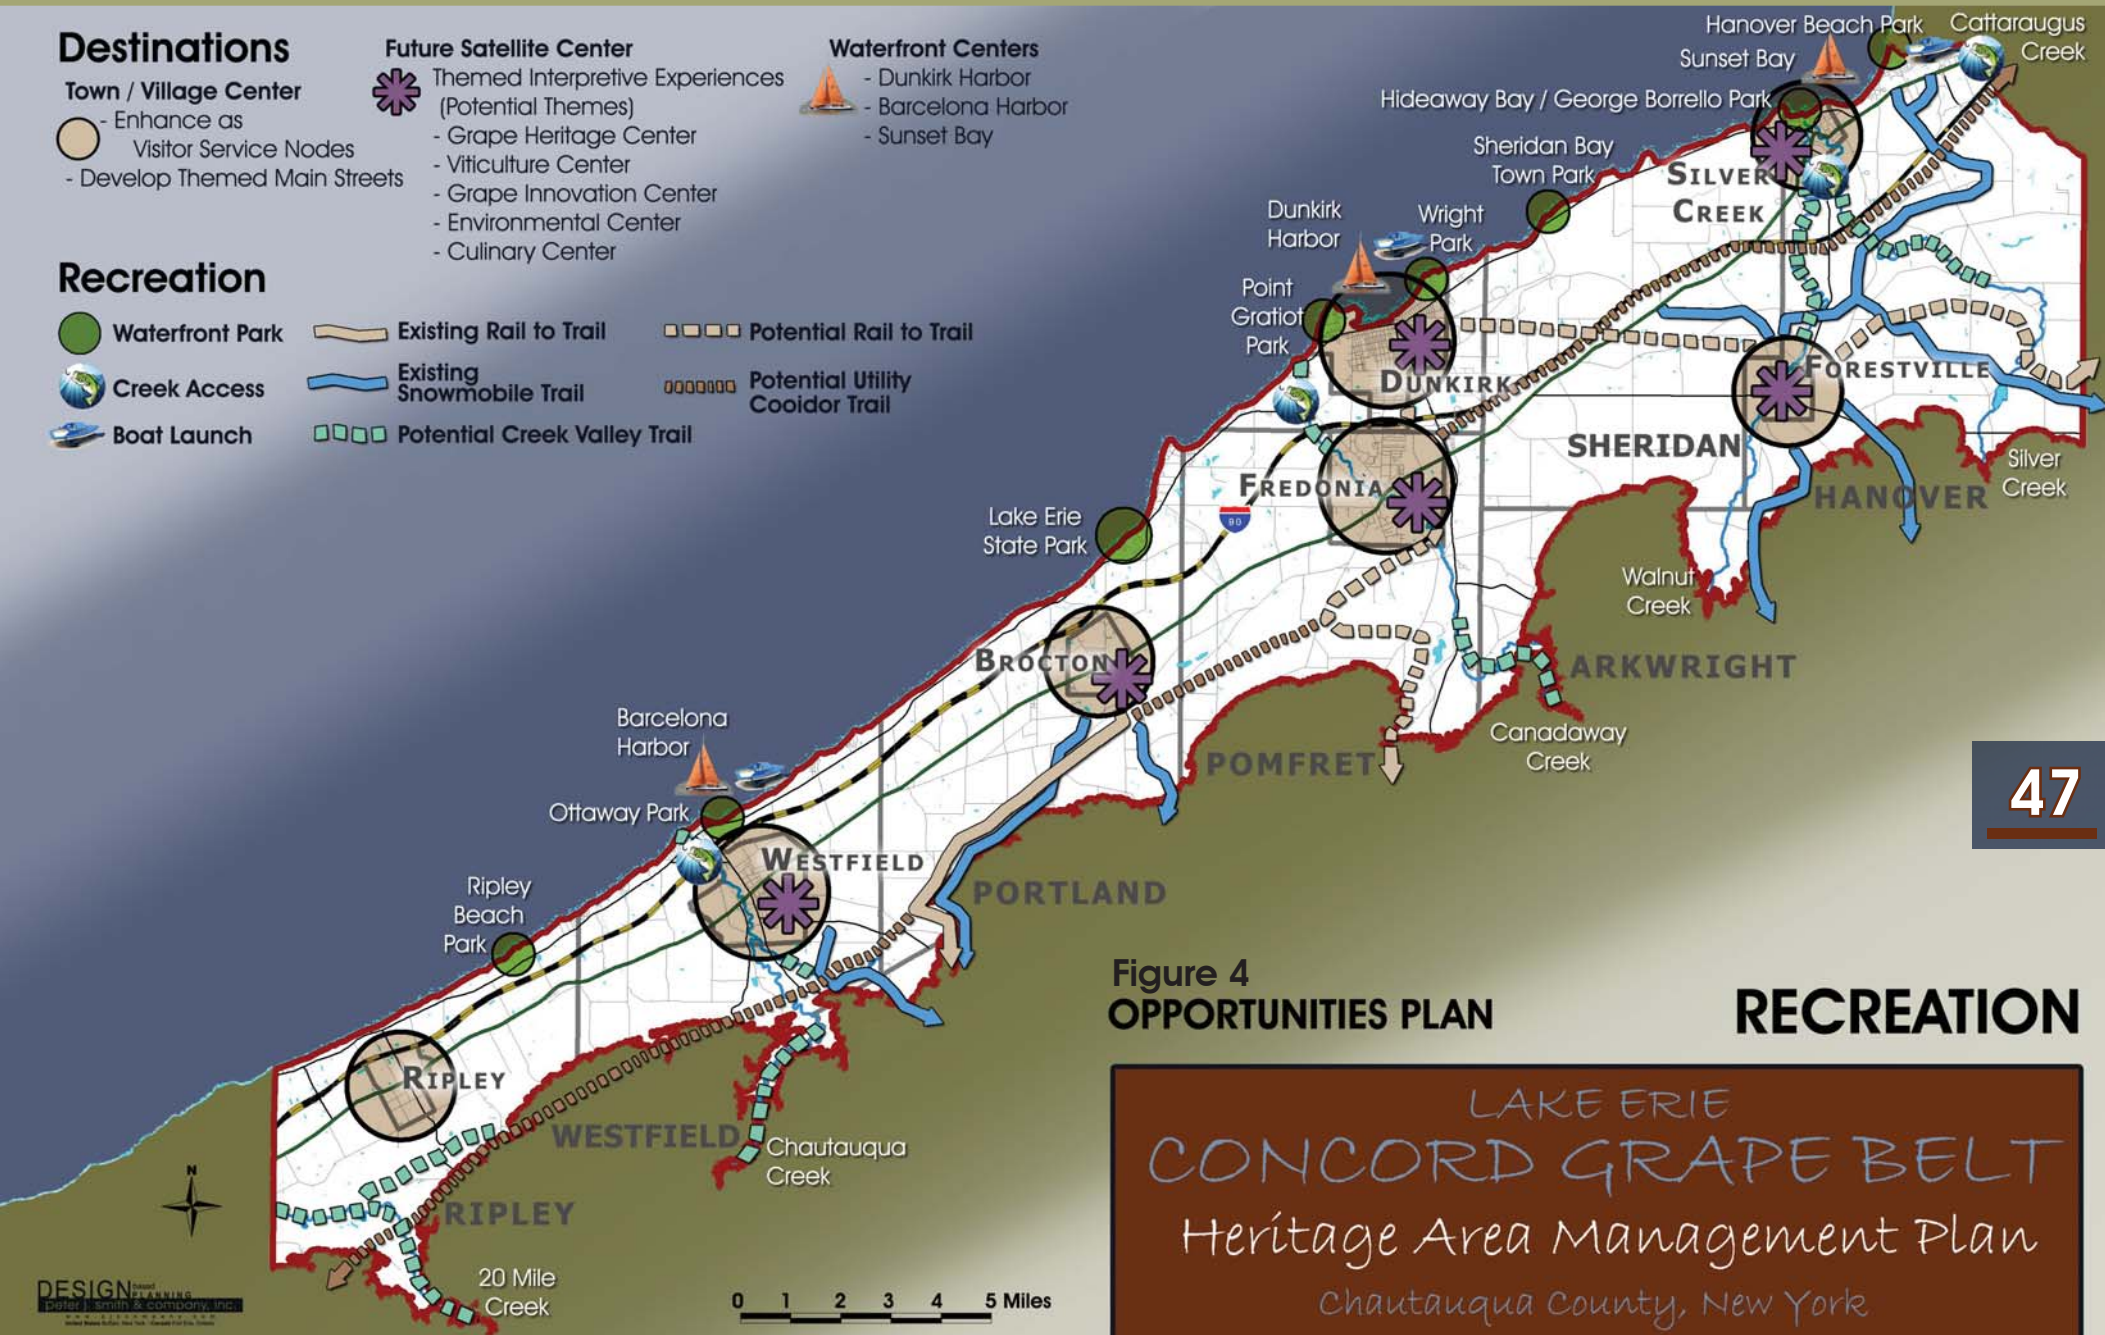 Destinations
Town / Village Center
- Enhance as
Visitor Service Nodes
- Develop Themed Main Streets
Future Satellite Center
Themed Interpretive Experiences
(Potential Themes)
- Grape Heritage Center
- Viticulture Center
- Grape Innovation Center
- Environmental Center
- Culinary Center
Waterfront Centers
- Dunkirk Harbor
- Barcelona Harbor
- Sunset Bay
Recreation
Waterfront Park
Creek Access
Boat Launch
Existing Rail to Trail
Existing
Snowmobile Trail
Potential Creek Valley Trail
Potential Rail to Trail
Potential Utility
Cooidor Trail
Hanover Beach Park
Cattaraugus
Creek
Sunset Bay
Hideaway Bay / George Borrello Park
Sheridan Bay
Town Park
SILVER
CREEK
Dunkirk
Harbor
Wright
Park
Point
Gratiot
Park
DUNKIRK
FORESTVILLE
SHERIDAN
Silver
Creek
HANOVER
FREDONIA
90
Lake Erie
State Park
Walnut
Creek
BROCTON
ARKWRIGHT
Canadaway
Creek
POMFRET
Barcelona
Harbor
Ottaway Park
WESTFIELD
PORTLAND
Ripley
Beach
Park
RIPLEY
WESTFIELD
Chautauqua
Creek
RIPLEY
20 Mile
Creek
N
47
Figure 4
OPPORTUNITIES PLAN
RECREATION
LAKE ERIE
CONCORD GRAPE BELT
Heritage Area Management Plan
Chautauqua County, New York
0 1 2 3 4 5 Miles
DESIGN based
PLANNING
peter j. smith & company, inc.